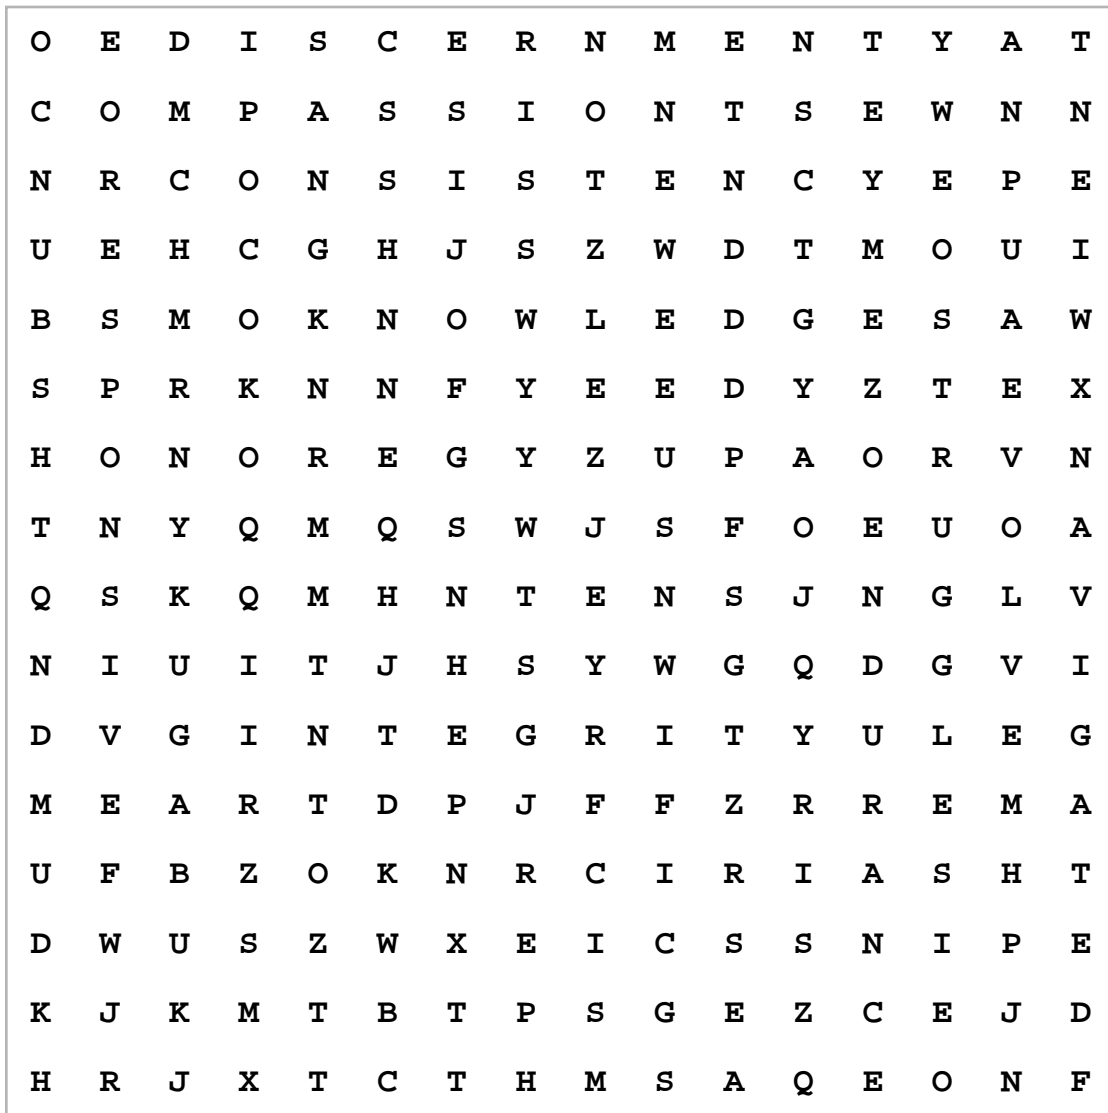 O E D I S C E R N M E N T Y A T
C O M P A S S I O N T S E W N N
N R C O N S I S T E N C Y E P E
U E H C G H J S Z W D T M O U I
B S M O K N O W L E D G E S A W
S P R K N N F Y E E D Y Z T E X
H O N O R E G Y Z U P A O R V N
T N Y Q M Q S W J S F O E U O A
Q S K Q M H N T E N S J N G L V
N I U I T J H S Y W G Q D G V I
D V G I N T E G R I T Y U L E G
M E A R T D P J F F Z R R E M A
U F B Z O K N R C I R I A S H T
D W U S Z W X E I C S S N I P E
K J K M T B T P S G E Z C E J D
H R J X T C T H M S A Q E O N F